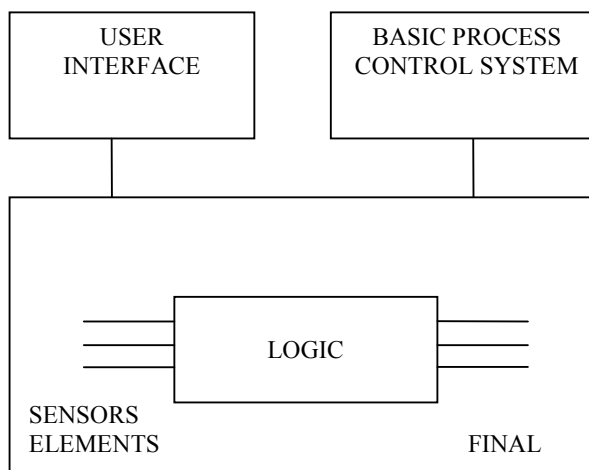 USER
INTERFACE
BASIC PROCESS
CONTROL SYSTEM
LOGIC
SENSORS
ELEMENTS FINAL